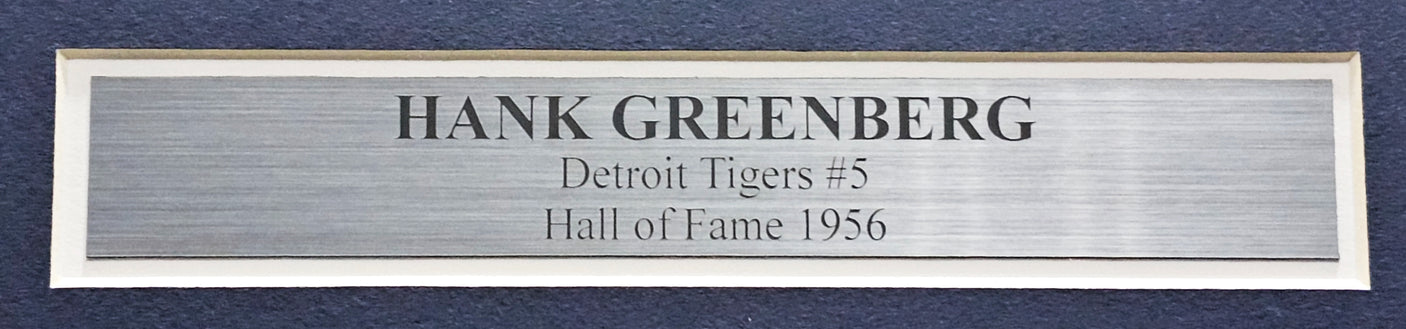 HANK GREENBERG
Detroit Tigers #5
Hall of Fame 1956